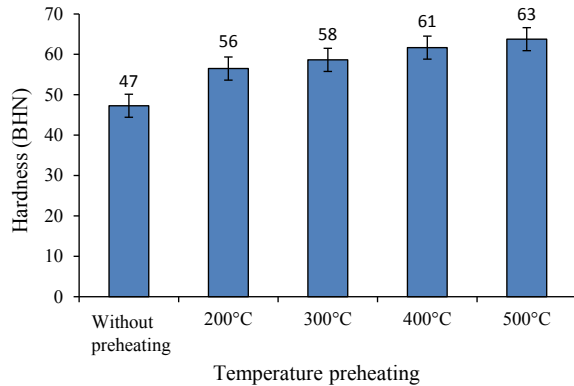 70
60
50
40
30
20
10
0
Hardness (BHN)
47
56
58
61
63
Without
preheating
200°C
300°C
400°C
500°C
Temperature preheating